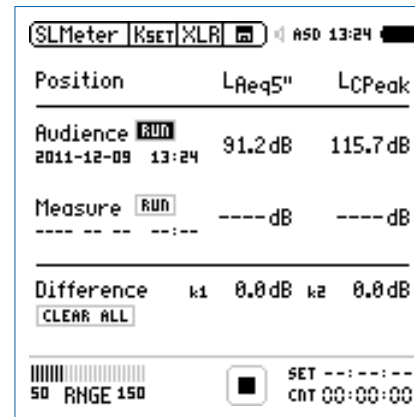 SLMeter KSET XLR ASD 13:24
Position LAeq5" LCPeak
Audience RUN 91.2dB 115.7dB
2011-12-09 13:24
Measure RUN ----dB ----dB
---- -- -- --:--
Difference k1 0.0dB k2 0.0dB
CLEAR ALL
SET --:--:--
50 RNGE 150 CNT 00:00:00